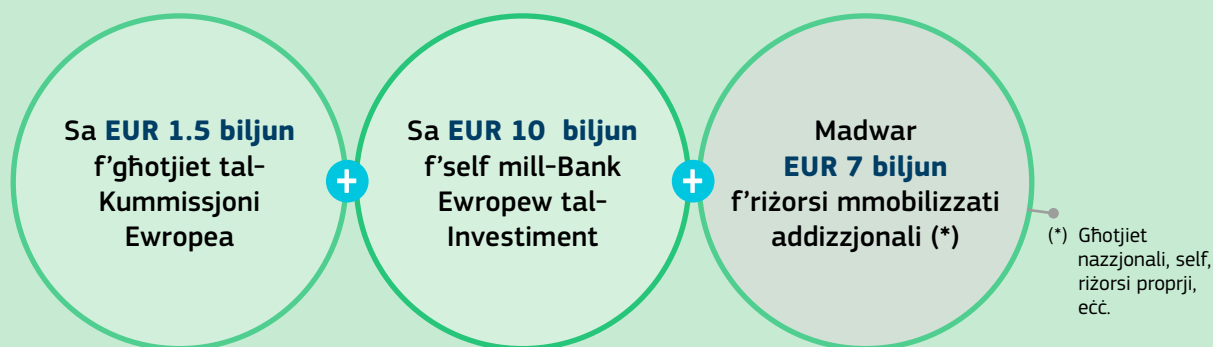 Sa EUR 1.5 biljun
f'għotjiet tal-
Kummissjoni
Ewropea
+
Sa EUR 10 biljun
f'self mill-Bank
Ewropew tal-
Investiment
+
Madwar
EUR 7 biljun
f'riżorsi mmobilizzati
addizzjonali (*)
(*) Għotjiet
nazzjonali, self,
riżorsi proprji,
eċċ.